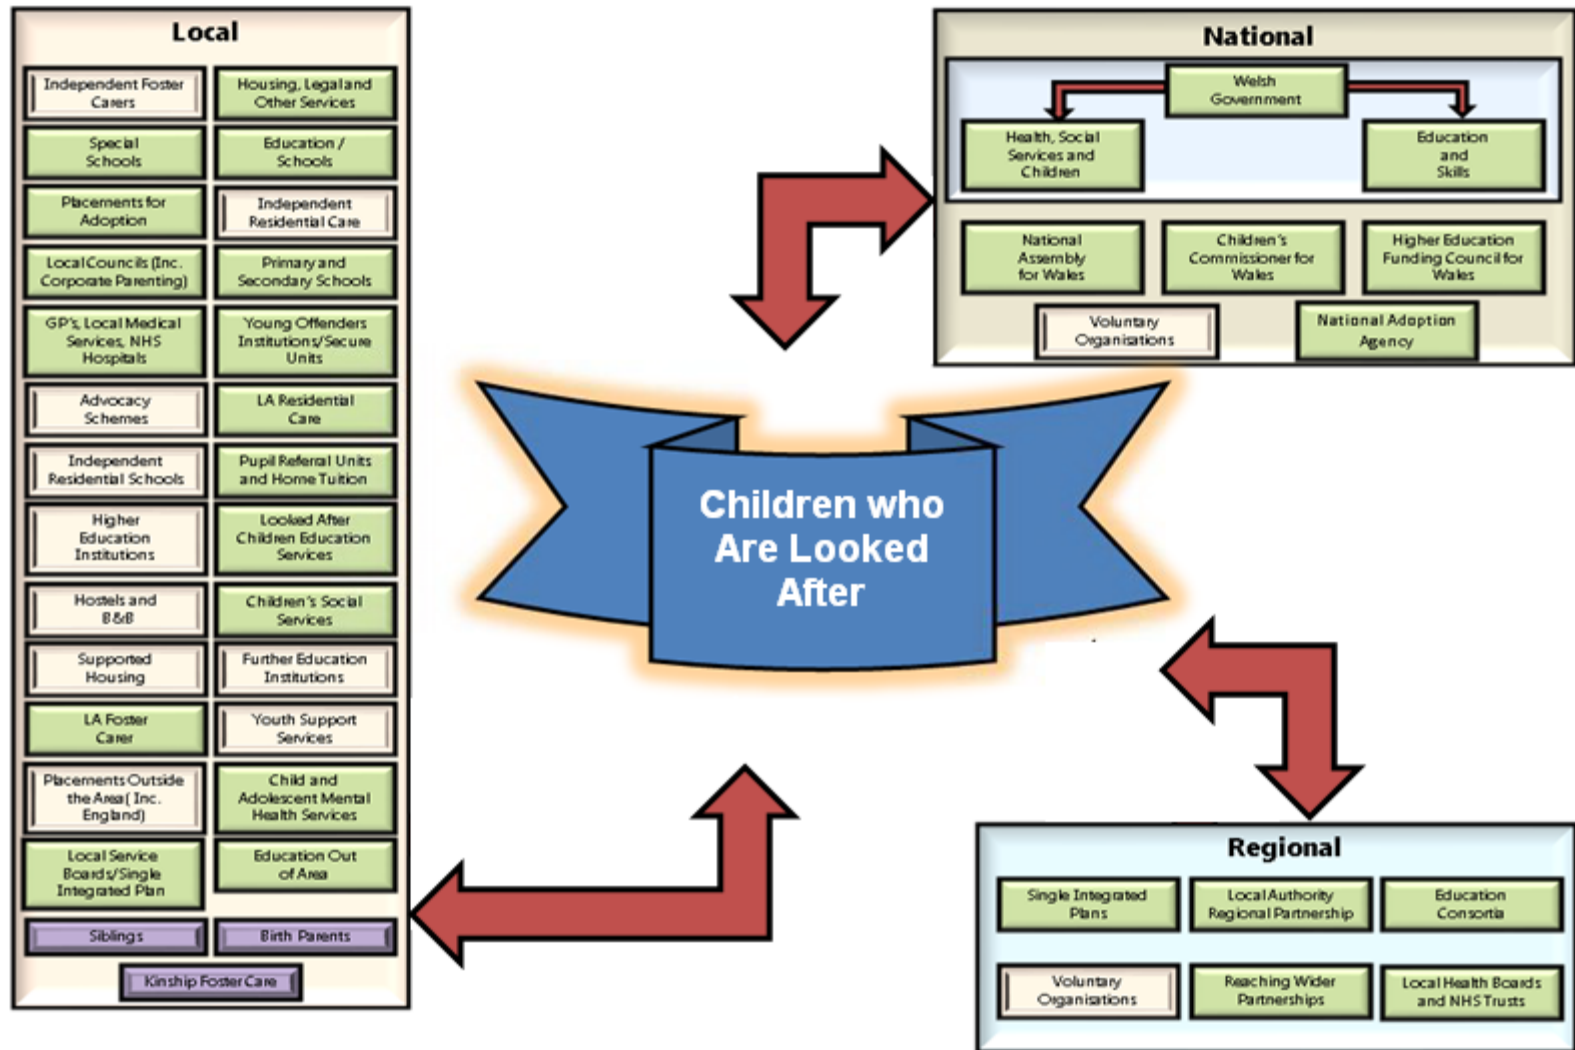 Local
Independent Foster
Carers
Housing, Legal and
Other Services
Special
Schools
Education /
Schools
Placements for
Adoption
Independent
Residential Care
Local Councils (Inc.
Corporate Parenting)
Primary and
Secondary Schools
GP's, Local Medical
Services, NHS
Hospitals
Young Offenders
Institutions/Secure
Units
Advocacy
Schemes
LA Residential
Care
Independent
Residential Schools
Pupil Referral Units
and Home Tuition
Higher
Education
Institutions
Looked After
Children Education
Services
Hostels and
B&B
Children's Social
Services
Supported
Housing
Further Education
Institutions
LA Foster
Carer
Youth Support
Services
Placements Outside
the Area( Inc.
England)
Child and
Adolescent Mental
Health Services
Local Service
Boards/Single
Integrated Plan
Education Out
of Area
Siblings
Birth Parents
Kinship Foster Care
Children who
Are Looked
After
National
Welsh
Government
Health, Social
Services and
Children
Education
and
Skills
National
Assembly
for Wales
Children's
Commissioner for
Wales
Higher Education
Funding Council for
Wales
Voluntary
Organisations
National Adoption
Agency
Regional
Single Integrated
Plans
Local Authority
Regional Partnership
Education
Consortia
Voluntary
Organisations
Reaching Wider
Partnerships
Local Health Boards
and NHS Trusts